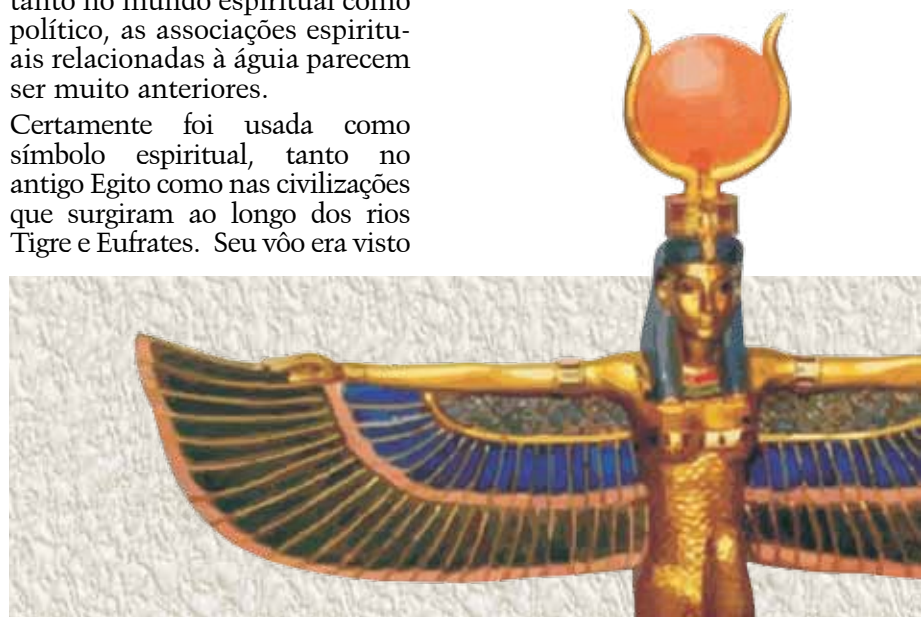 tanto no mundo espiritual como
político, as associações espiritu-
ais relacionadas à águia parecem
ser muito anteriores.
Certamente foi usada como
símbolo espiritual, tanto no
antigo Egito como nas civilizações
que surgiram ao longo dos rios
Tigre e Eufrates. Seu vôo era visto